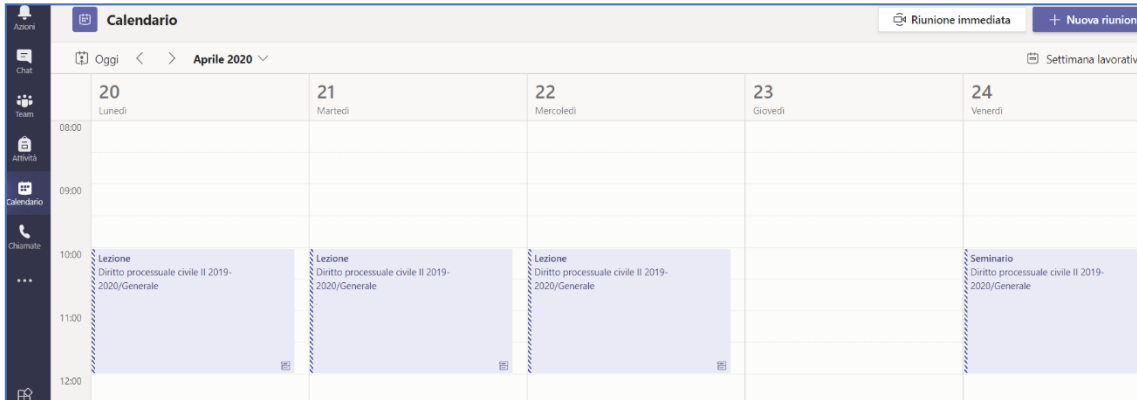 Azioni
Chat
Team
Attività
Calendario
Chiamate
Calendario
Riunione immediata
+ Nuova riunion
Oggi
Aprile 2020
Settimana lavorativ
20
Lunedì
21
Martedì
22
Mercoledì
23
Giovedì
24
Venerdì
08:00
09:00
10:00
11:00
12:00
Lezione
Diritto processuale civile II 2019-
2020/Generale
Lezione
Diritto processuale civile II 2019-
2020/Generale
Lezione
Diritto processuale civile II 2019-
2020/Generale
Seminario
Diritto processuale civile II 2019-
2020/Generale